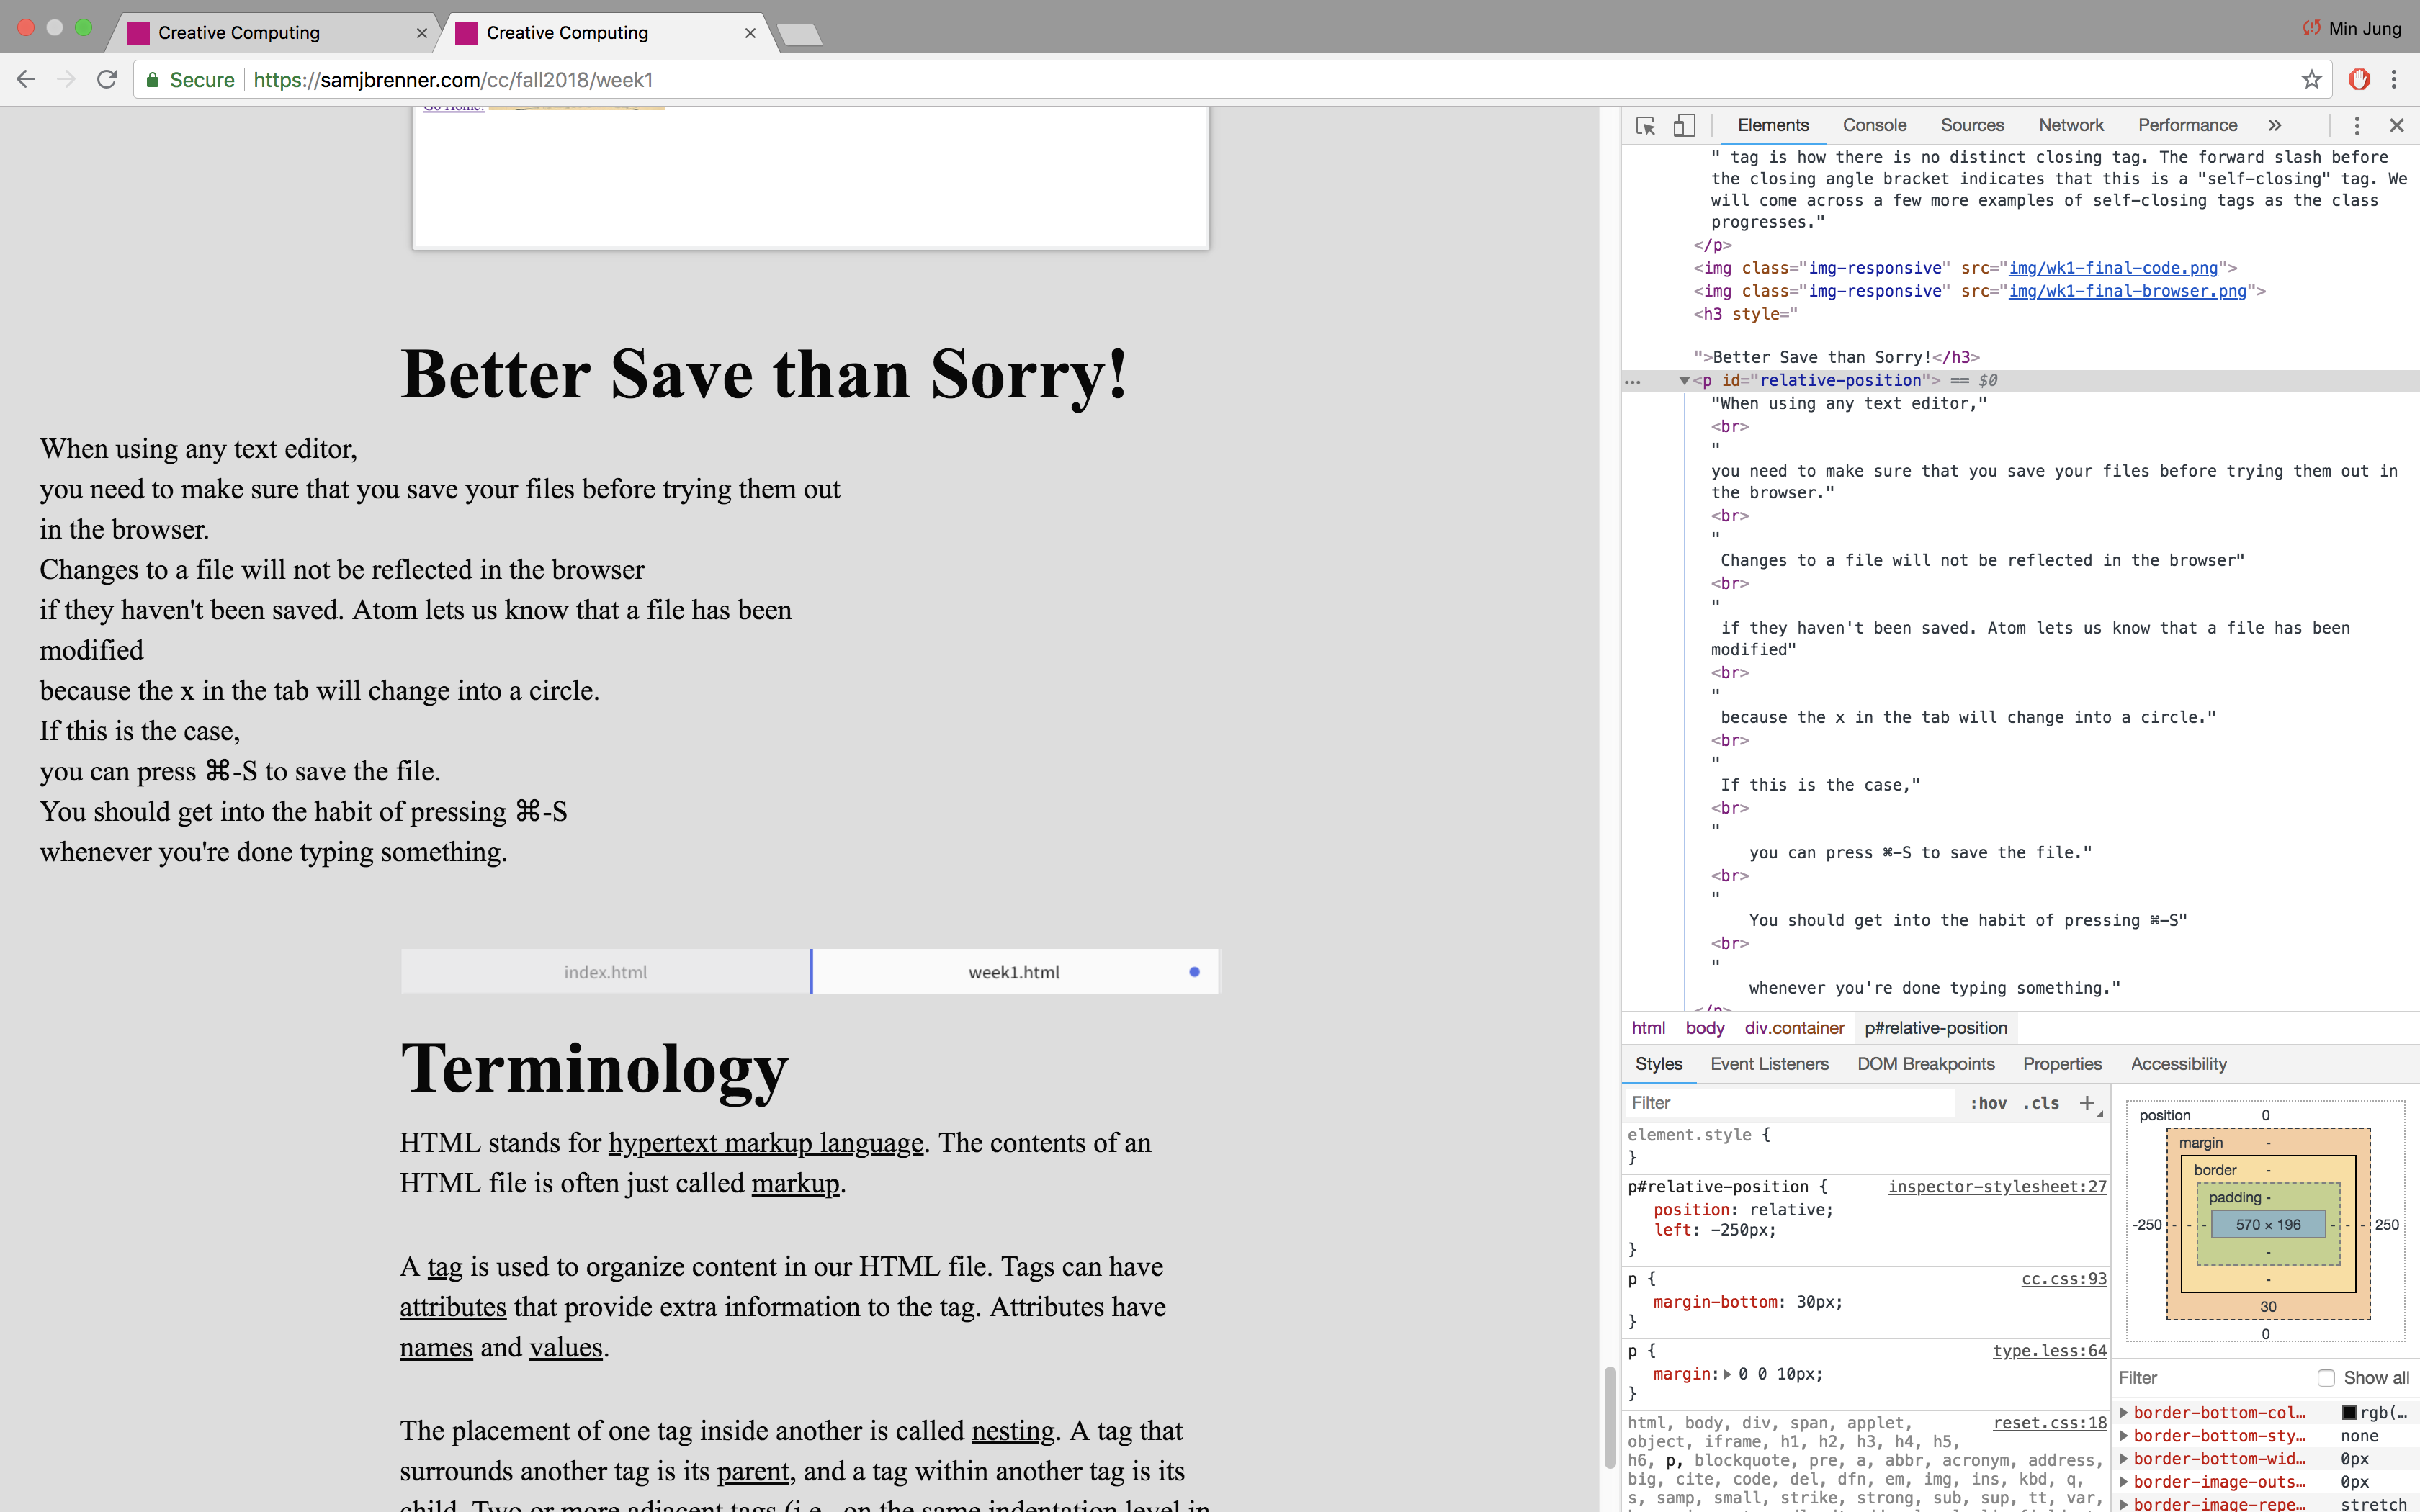 Creative Computing
Creative Computing
Min Jung
Secure https://samjbrenner.com/cc/fall2018/week1
Go Home!
Better Save than Sorry!
When using any text editor,
you need to make sure that you save your files before trying them out
in the browser.
Changes to a file will not be reflected in the browser
if they haven't been saved. Atom lets us know that a file has been
modified
because the x in the tab will change into a circle.
If this is the case,
you can press ⌘-S to save the file.
You should get into the habit of pressing ⌘-S
whenever you're done typing something.
index.html
week1.html
Terminology
HTML stands for hypertext markup language. The contents of an
HTML file is often just called markup.
A tag is used to organize content in our HTML file. Tags can have
attributes that provide extra information to the tag. Attributes have
names and values.
The placement of one tag inside another is called nesting. A tag that
surrounds another tag is its parent, and a tag within another tag is its
child. Two or more adjacent tags (i.e., on the same indentation level in
Elements Console Sources Network Performance »
" tag is how there is no distinct closing tag. The forward slash before
the closing angle bracket indicates that this is a "self-closing" tag. We
will come across a few more examples of self-closing tags as the class
progresses."
</p>
<img class="img-responsive" src="img/wk1-final-code.png">
<img class="img-responsive" src="img/wk1-final-browser.png">
<h3 style="
">Better Save than Sorry!</h3>
… ▼<p id="relative-position"> == $0
"When using any text editor,"
<br>
"
you need to make sure that you save your files before trying them out in
the browser."
<br>
"
Changes to a file will not be reflected in the browser"
<br>
"
if they haven't been saved. Atom lets us know that a file has been
modified"
<br>
"
because the x in the tab will change into a circle."
<br>
"
If this is the case,"
<br>
"
you can press ⌘-S to save the file."
<br>
"
You should get into the habit of pressing ⌘-S"
<br>
"
whenever you're done typing something."
</p>
html body div.container p#relative-position
Styles Event Listeners DOM Breakpoints Properties Accessibility
Filter :hov .cls +
element.style {
}
p#relative-position { inspector-stylesheet:27
position: relative;
left: -250px;
}
p { cc.css:93
margin-bottom: 30px;
}
p { type.less:64
margin:▶ 0 0 10px;
}
html, body, div, span, applet, reset.css:18
object, iframe, h1, h2, h3, h4, h5,
h6, p, blockquote, pre, a, abbr, acronym, address,
big, cite, code, del, dfn, em, img, ins, kbd, q,
s, samp, small, strike, strong, sub, sup, tt, var,
position 0
margin -
border -
padding -
-250 - - - 570 × 196 - - - 250
-
-
30
0
Filter Show all
border-bottom-col… rgb(…
border-bottom-sty… none
border-bottom-wid… 0px
border-image-outs… 0px
border-image-repe… stretch